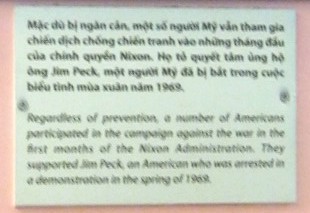 Mặc dù bị ngăn cản, một số người Mỹ vẫn tham gia
chiến dịch chống chiến tranh vào những tháng đầu
của chính quyền Nixon. Họ tỏ quyết tâm ủng hộ
ông Jim Peck, một người Mỹ đã bị bắt trong cuộc
biểu tình mùa xuân năm 1969.
Regardless of prevention, a number of Americans
participated in the campaign against the war in the
first months of the Nixon Administration. They
supported Jim Peck, an American who was arrested in
a demonstration in the spring of 1969.